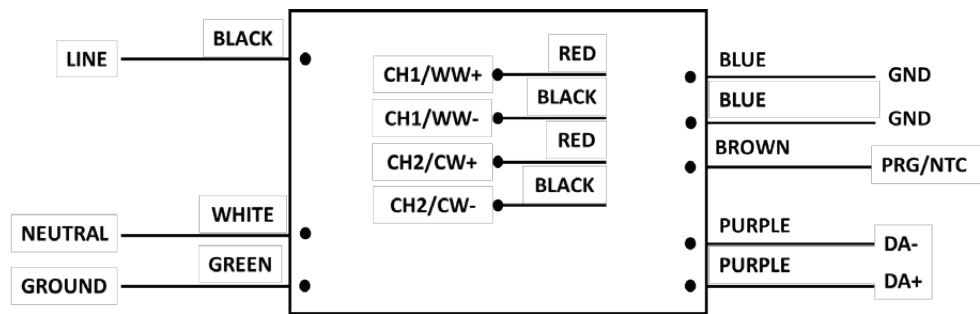 LINE BLACK
NEUTRAL WHITE
GROUND GREEN
CH1/WW+ RED
CH1/WW- BLACK
CH2/CW+ RED
CH2/CW- BLACK
BLUE GND
BLUE GND
BROWN PRG/NTC
PURPLE DA-
PURPLE DA+